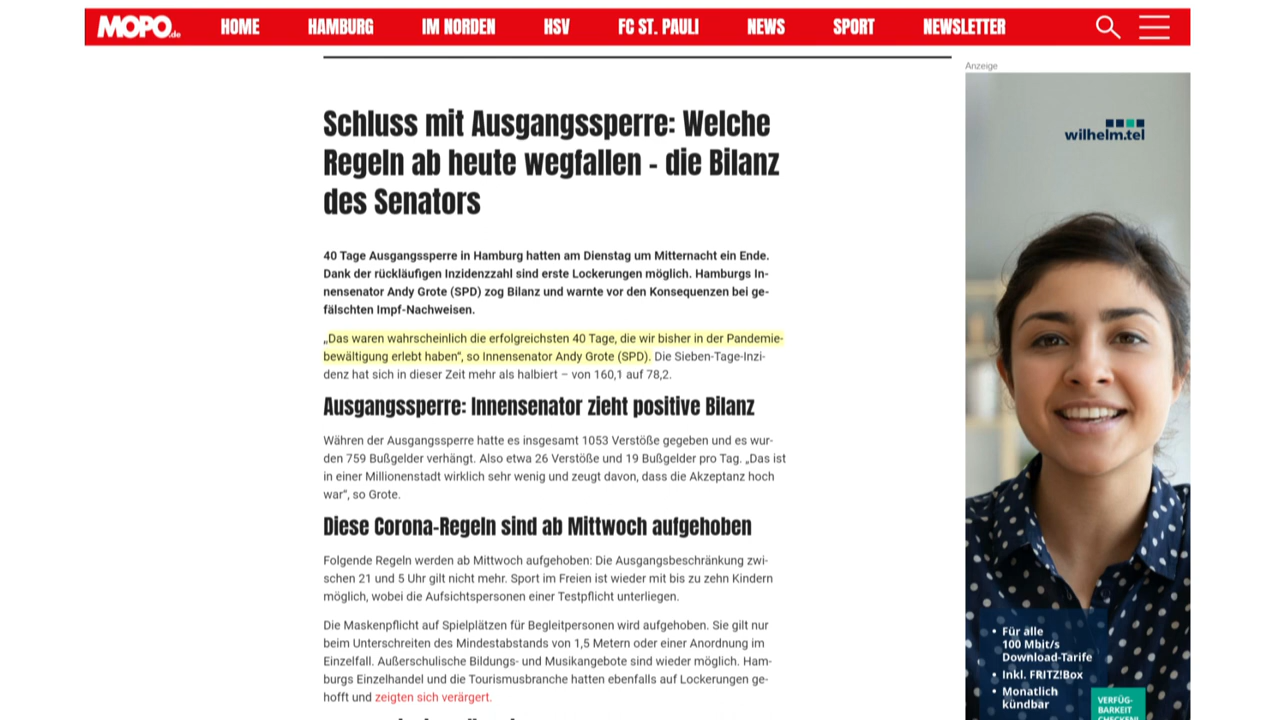 MOPO.de HOME HAMBURG IM NORDEN HSV FC ST. PAULI NEWS SPORT NEWSLETTER
Anzeige
Schluss mit Ausgangssperre: Welche
Regeln ab heute wegfallen - die Bilanz
des Senators
40 Tage Ausgangssperre in Hamburg hatten am Dienstag um Mitternacht ein Ende.
Dank der rückläufigen Inzidenzzahl sind erste Lockerungen möglich. Hamburgs In-
nensenator Andy Grote (SPD) zog Bilanz und warnte vor den Konsequenzen bei ge-
fälschten Impf-Nachweisen.
„Das waren wahrscheinlich die erfolgreichsten 40 Tage, die wir bisher in der Pandemie-
bewältigung erlebt haben“, so Innensenator Andy Grote (SPD). Die Sieben-Tage-Inzi-
denz hat sich in dieser Zeit mehr als halbiert – von 160,1 auf 78,2.
Ausgangssperre: Innensenator zieht positive Bilanz
Währen der Ausgangssperre hatte es insgesamt 1053 Verstöße gegeben und es wur-
den 759 Bußgelder verhängt. Also etwa 26 Verstöße und 19 Bußgelder pro Tag. „Das ist
in einer Millionenstadt wirklich sehr wenig und zeugt davon, dass die Akzeptanz hoch
war“, so Grote.
Diese Corona-Regeln sind ab Mittwoch aufgehoben
Folgende Regeln werden ab Mittwoch aufgehoben: Die Ausgangsbeschränkung zwi-
schen 21 und 5 Uhr gilt nicht mehr. Sport im Freien ist wieder mit bis zu zehn Kindern
möglich, wobei die Aufsichtspersonen einer Testpflicht unterliegen.
Die Maskenpflicht auf Spielplätzen für Begleitpersonen wird aufgehoben. Sie gilt nur
beim Unterschreiten des Mindestabstands von 1,5 Metern oder einer Anordnung im
Einzelfall. Außerschulische Bildungs- und Musikangebote sind wieder möglich. Ham-
burgs Einzelhandel und die Tourismusbranche hatten ebenfalls auf Lockerungen ge-
hofft und zeigten sich verärgert.
wilhelm.tel
• Für alle
100 Mbit/s
Download-Tarife
• Inkl. FRITZ!Box
• Monatlich
kündbar
VERFÜG-
BARKEIT
CHECKEN!